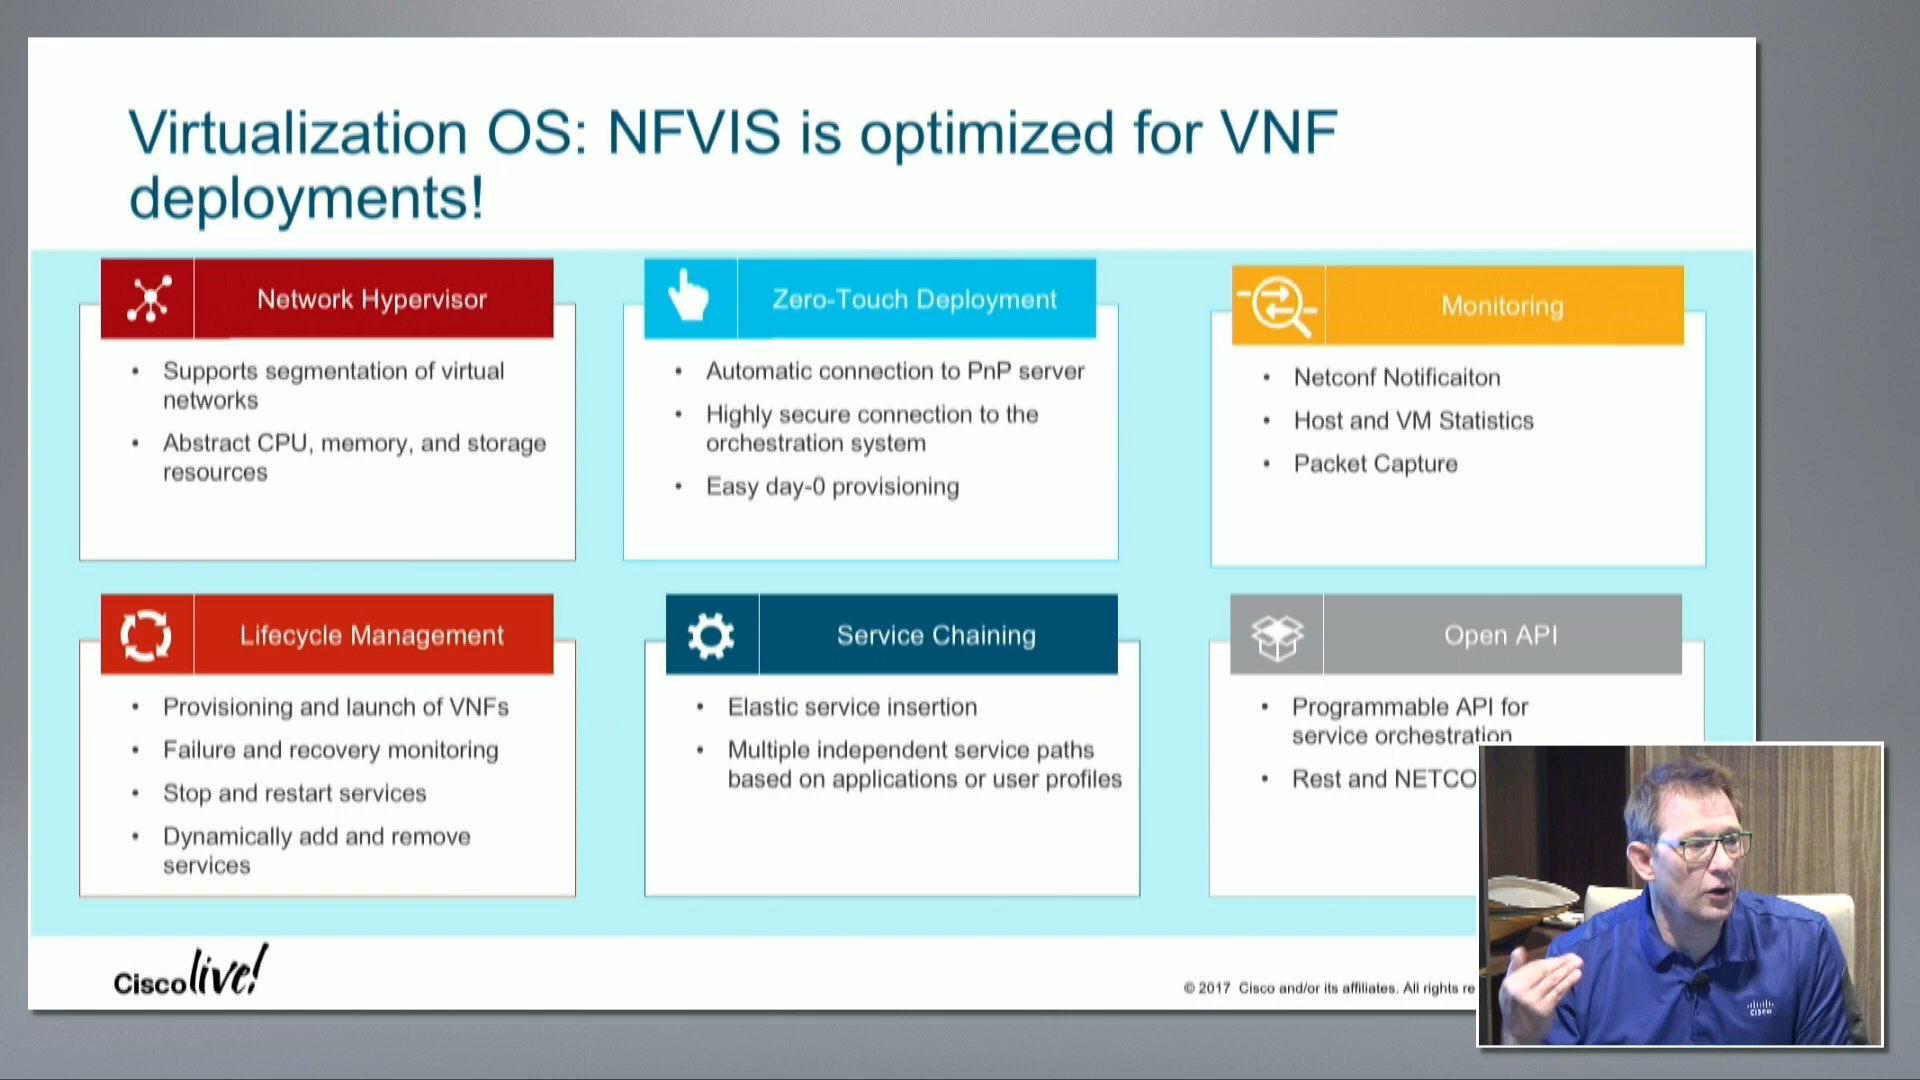 Virtualization OS: NFVIS is optimized for VNF
deployments!
Network Hypervisor
Supports segmentation of virtual
networks
Abstract CPU, memory, and storage
resources
Zero-Touch Deployment
Automatic connection to PnP server
Highly secure connection to the
orchestration system
Easy day-0 provisioning
Monitoring
Netconf Notificaiton
Host and VM Statistics
Packet Capture
Lifecycle Management
Provisioning and launch of VNFs
Failure and recovery monitoring
Stop and restart services
Dynamically add and remove
services
Service Chaining
Elastic service insertion
Multiple independent service paths
based on applications or user profiles
Open API
Programmable API for
service orchestration
Rest and NETCO
Cisco live!
© 2017 Cisco and/or its affiliates. All rights re
CISCO